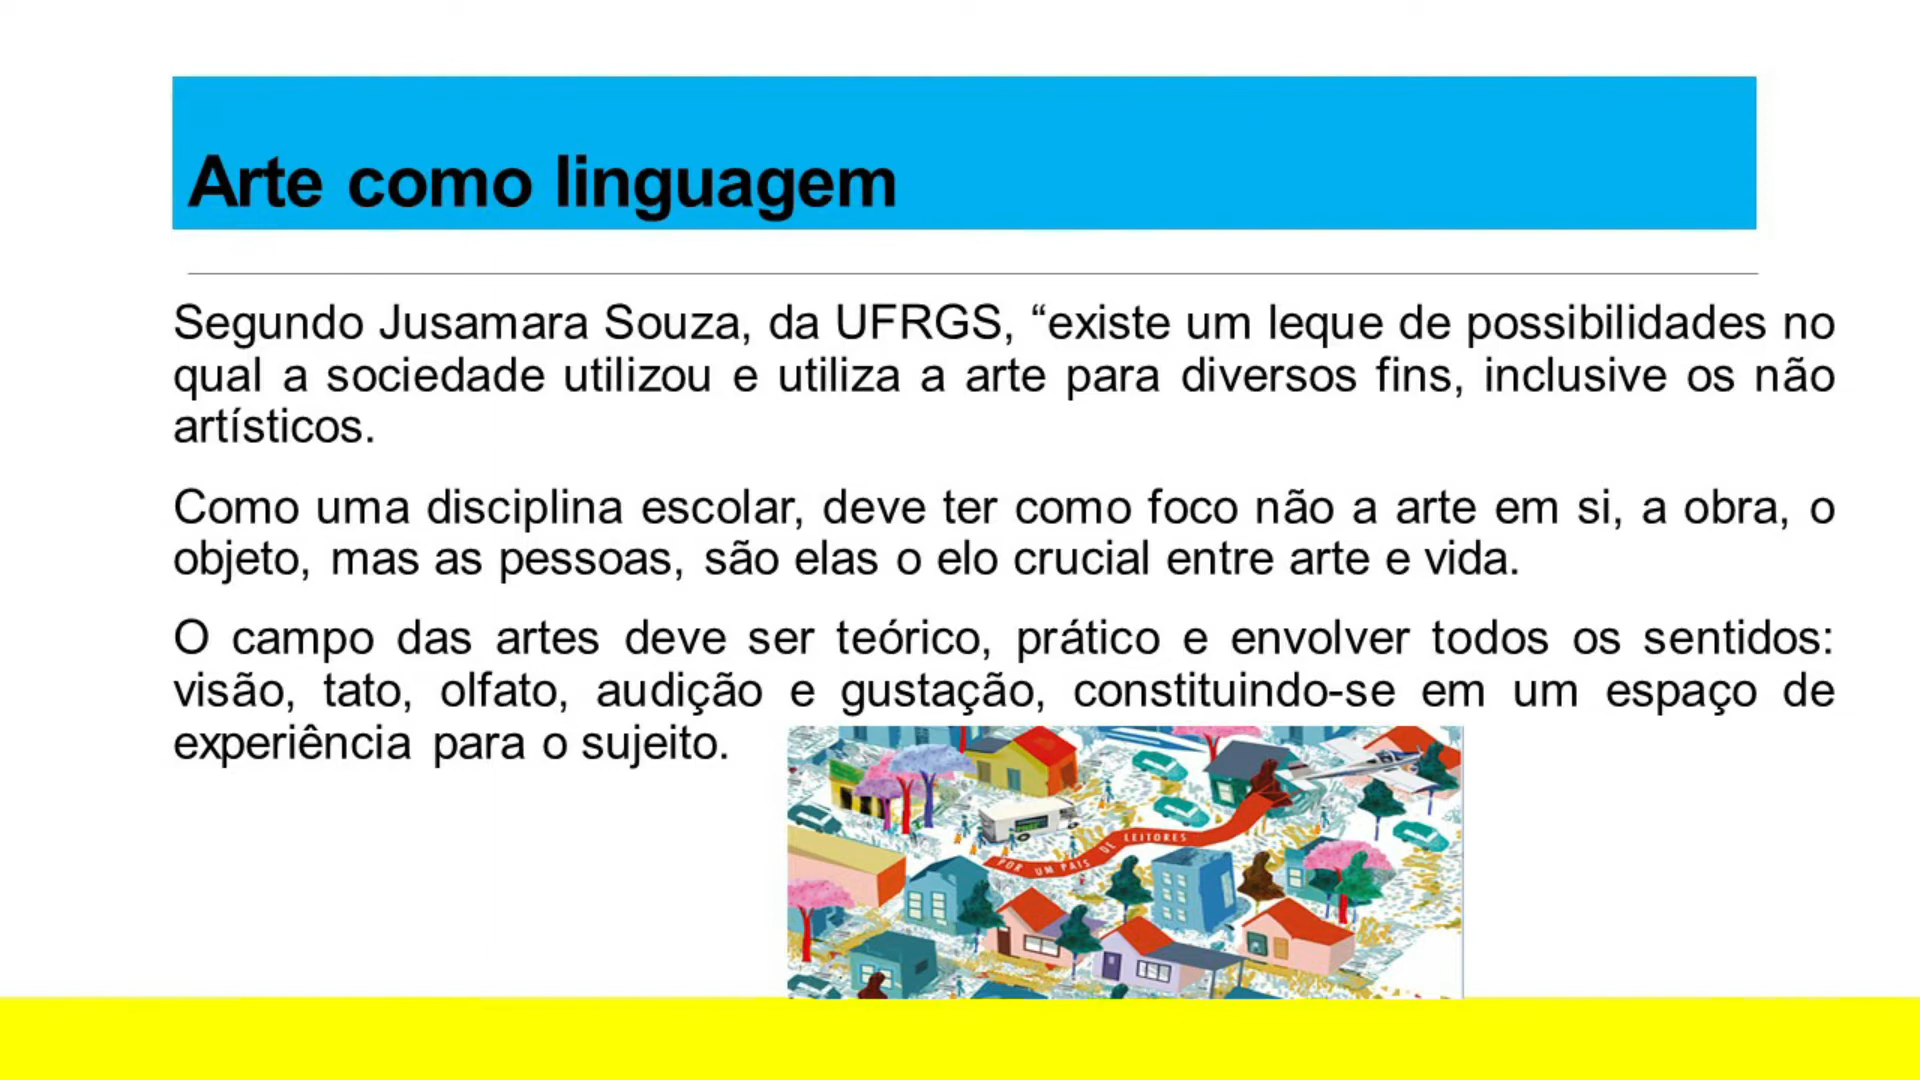 Arte como linguagem
Segundo Jusamara Souza, da UFRGS, “existe um leque de possibilidades no
qual a sociedade utilizou e utiliza a arte para diversos fins, inclusive os não
artísticos.
Como uma disciplina escolar, deve ter como foco não a arte em si, a obra, o
objeto, mas as pessoas, são elas o elo crucial entre arte e vida.
O campo das artes deve ser teórico, prático e envolver todos os sentidos:
visão, tato, olfato, audição e gustação, constituindo-se em um espaço de
experiência para o sujeito.
POR UM PAÍS DE LEITORES